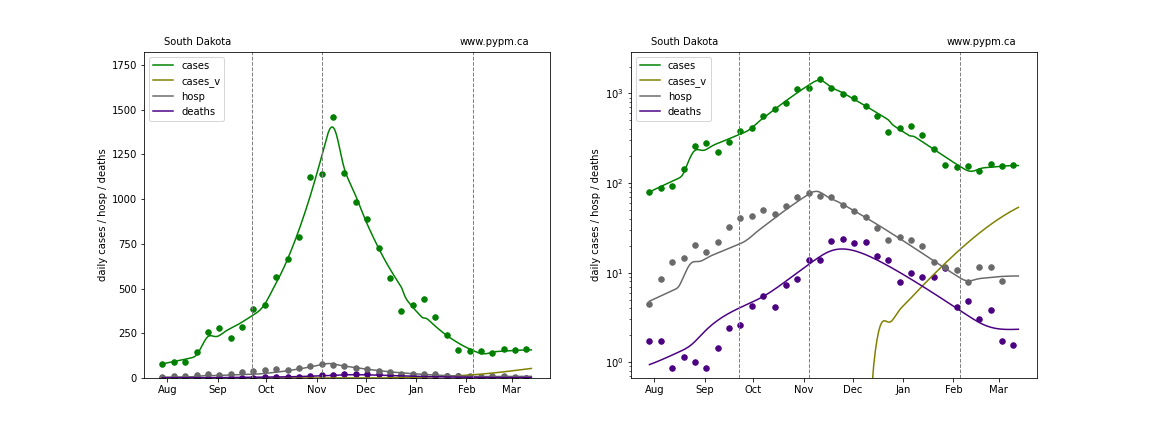 South Dakota
www.pypm.ca
cases
cases_v
hosp
deaths
daily cases / hosp / deaths
1750
1500
1250
1000
750
500
250
0
Aug Sep Oct Nov Dec Jan Feb Mar
South Dakota
www.pypm.ca
cases
cases_v
hosp
deaths
daily cases / hosp / deaths
10³
10²
10¹
10⁰
Aug Sep Oct Nov Dec Jan Feb Mar